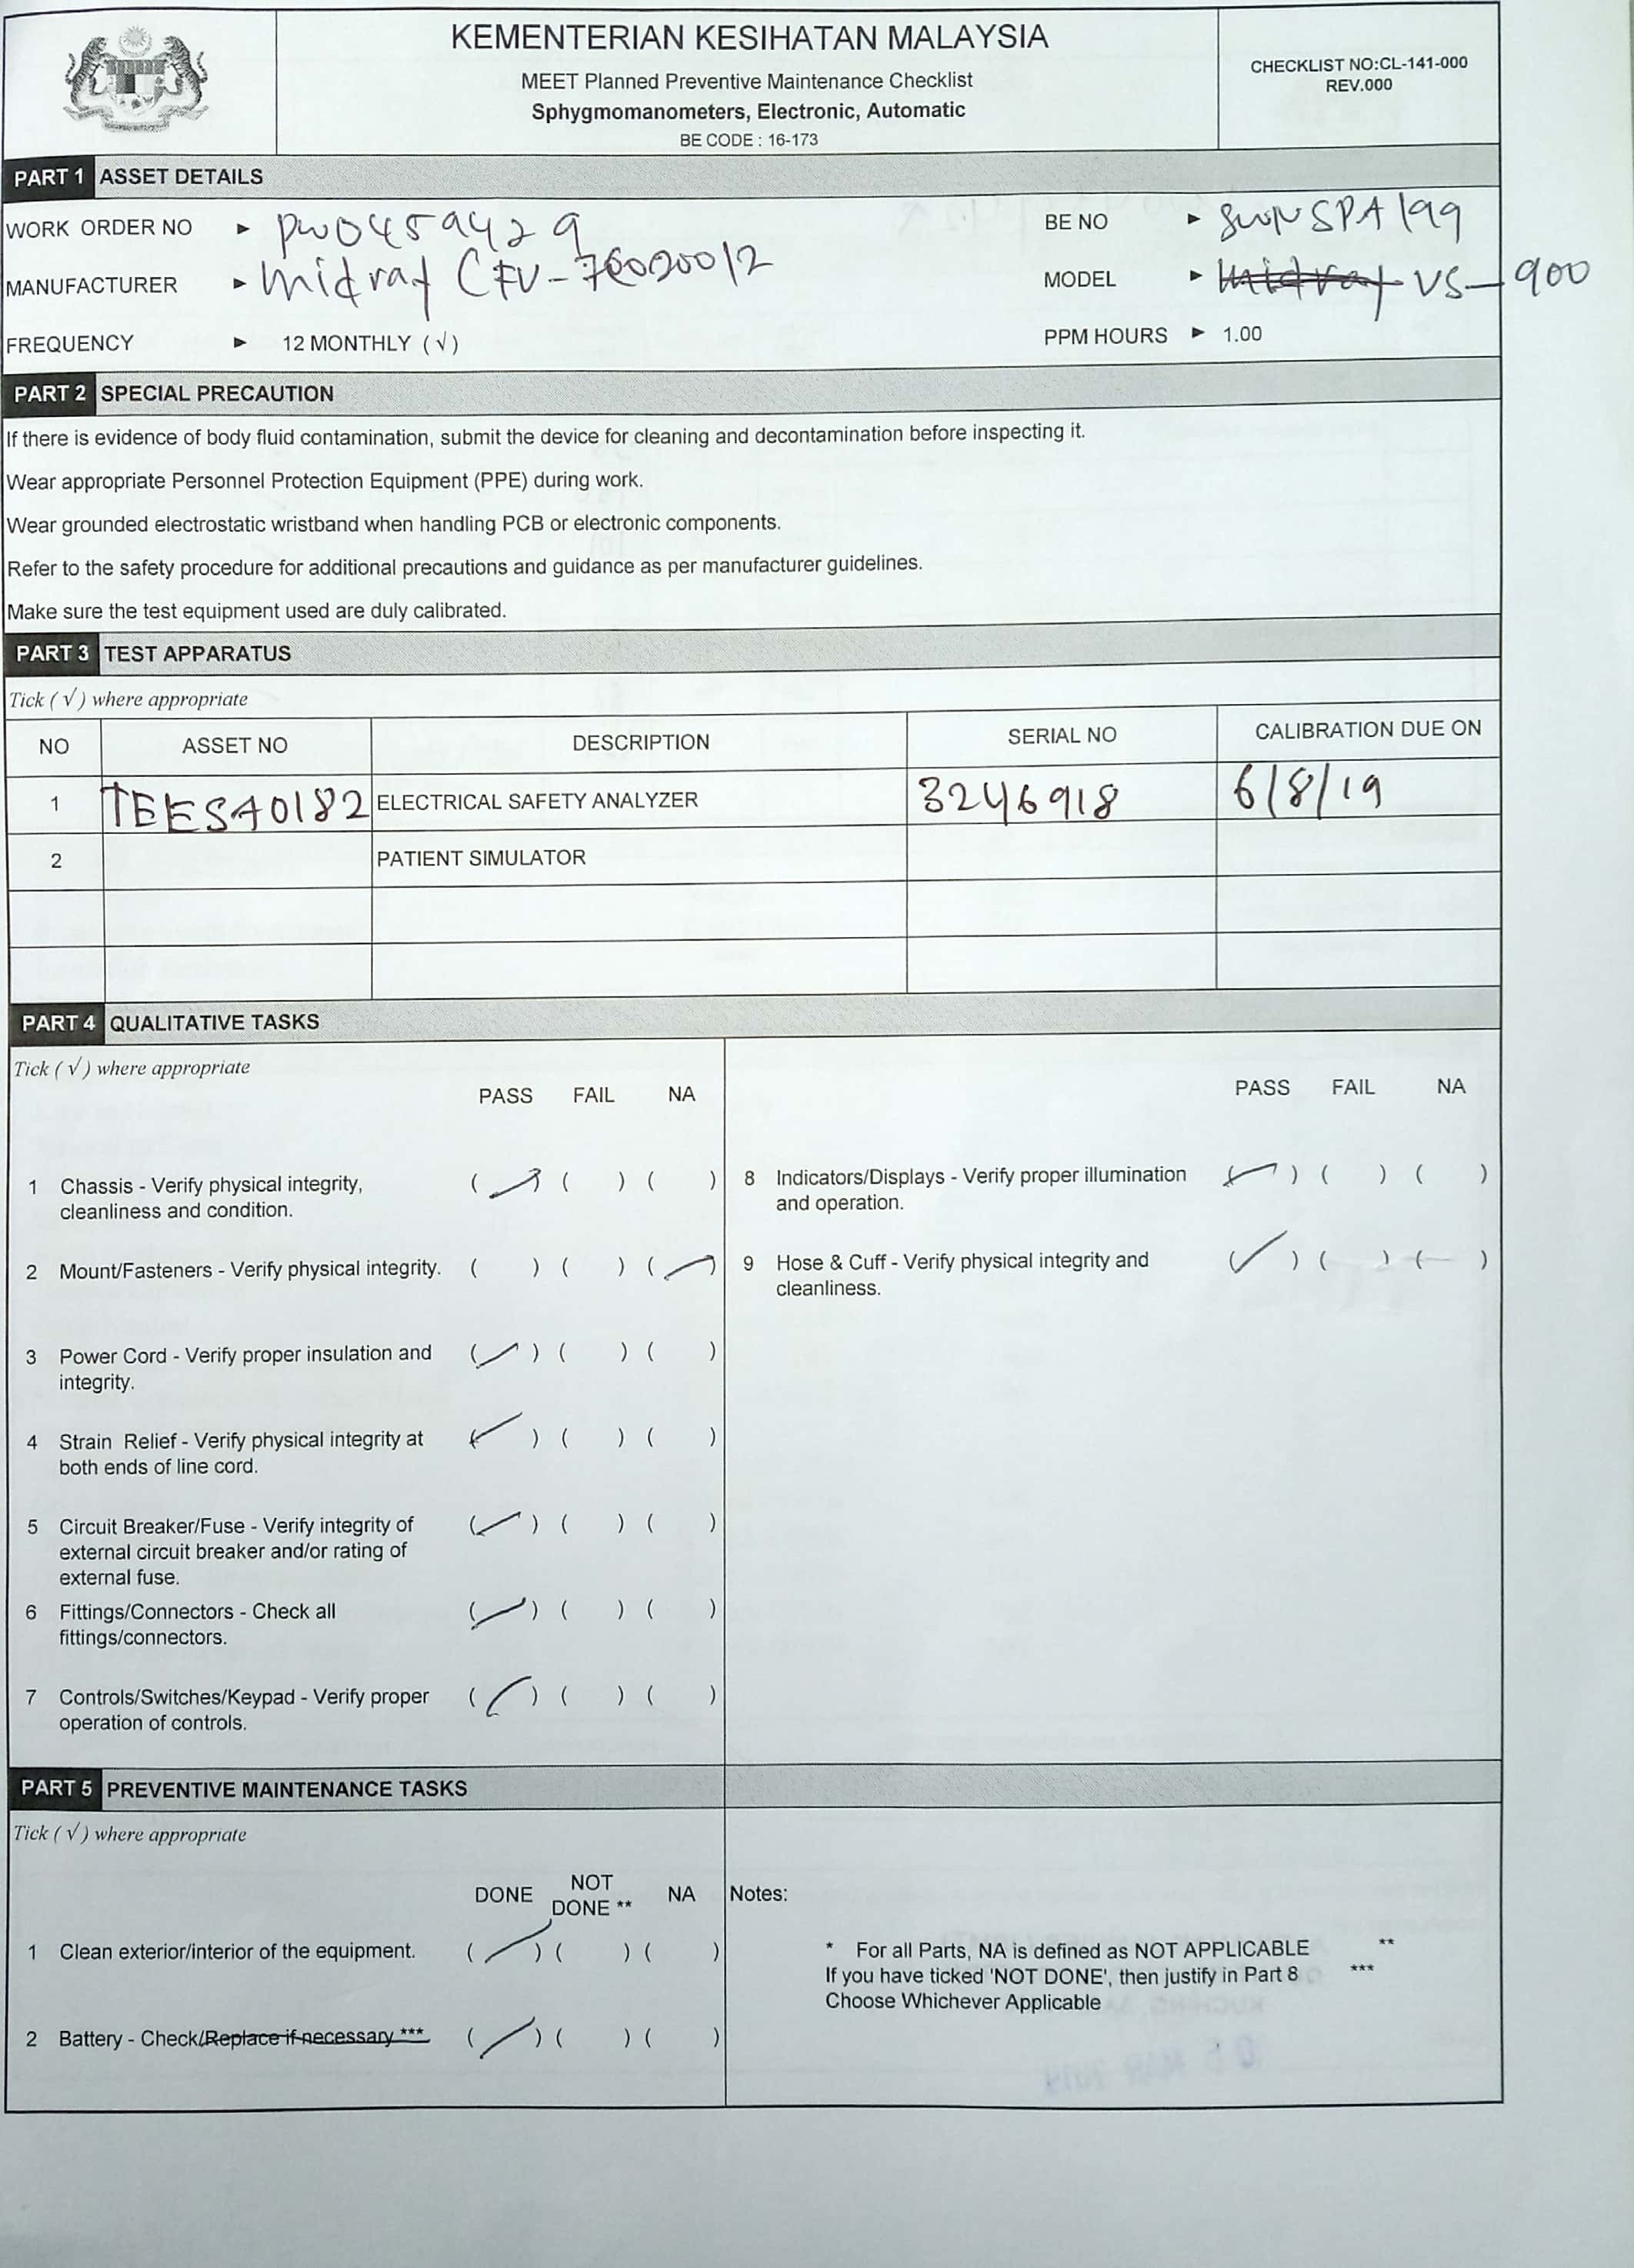 KEMENTERIAN KESIHATAN MALAYSIA
MEET Planned Preventive Maintenance Checklist
Sphygmomanometers, Electronic, Automatic
BE CODE : 16-173
CHECKLIST NO:CL-141-000
REV.000
PART 1 ASSET DETAILS
WORK ORDER NO ► PW0459429 BE NO ► SWNSPA199
MANUFACTURER ► MODEL ► VS-900
FREQUENCY ► 12 MONTHLY (√) PPM HOURS ► 1.00
PART 2 SPECIAL PRECAUTION
If there is evidence of body fluid contamination, submit the device for cleaning and decontamination before inspecting it.
Wear appropriate Personnel Protection Equipment (PPE) during work.
Wear grounded electrostatic wristband when handling PCB or electronic components.
Refer to the safety procedure for additional precautions and guidance as per manufacturer guidelines.
Make sure the test equipment used are duly calibrated.
PART 3 TEST APPARATUS
Tick (√) where appropriate
NO ASSET NO DESCRIPTION SERIAL NO CALIBRATION DUE ON
1 TEESA0182 ELECTRICAL SAFETY ANALYZER 3246918 6/8/19
2 PATIENT SIMULATOR
PART 4 QUALITATIVE TASKS
Tick (√) where appropriate
PASS FAIL NA
1 Chassis - Verify physical integrity, (✓) ( ) ( )
cleanliness and condition.
2 Mount/Fasteners - Verify physical integrity. ( ) ( ) (✓)
3 Power Cord - Verify proper insulation and (✓) ( ) ( )
integrity.
4 Strain Relief - Verify physical integrity at (✓) ( ) ( )
both ends of line cord.
5 Circuit Breaker/Fuse - Verify integrity of (✓) ( ) ( )
external circuit breaker and/or rating of
external fuse.
6 Fittings/Connectors - Check all (✓) ( ) ( )
fittings/connectors.
7 Controls/Switches/Keypad - Verify proper (✓) ( ) ( )
operation of controls.
PASS FAIL NA
8 Indicators/Displays - Verify proper illumination (✓) ( ) ( )
and operation.
9 Hose & Cuff - Verify physical integrity and (✓) ( ) ( )
cleanliness.
PART 5 PREVENTIVE MAINTENANCE TASKS
Tick (√) where appropriate
DONE NOT DONE ** NA
1 Clean exterior/interior of the equipment. (✓) ( ) ( )
2 Battery - Check/Replace if necessary *** (✓) ( ) ( )
Notes:
* For all Parts, NA is defined as NOT APPLICABLE **
If you have ticked 'NOT DONE', then justify in Part 8 ***
Choose Whichever Applicable